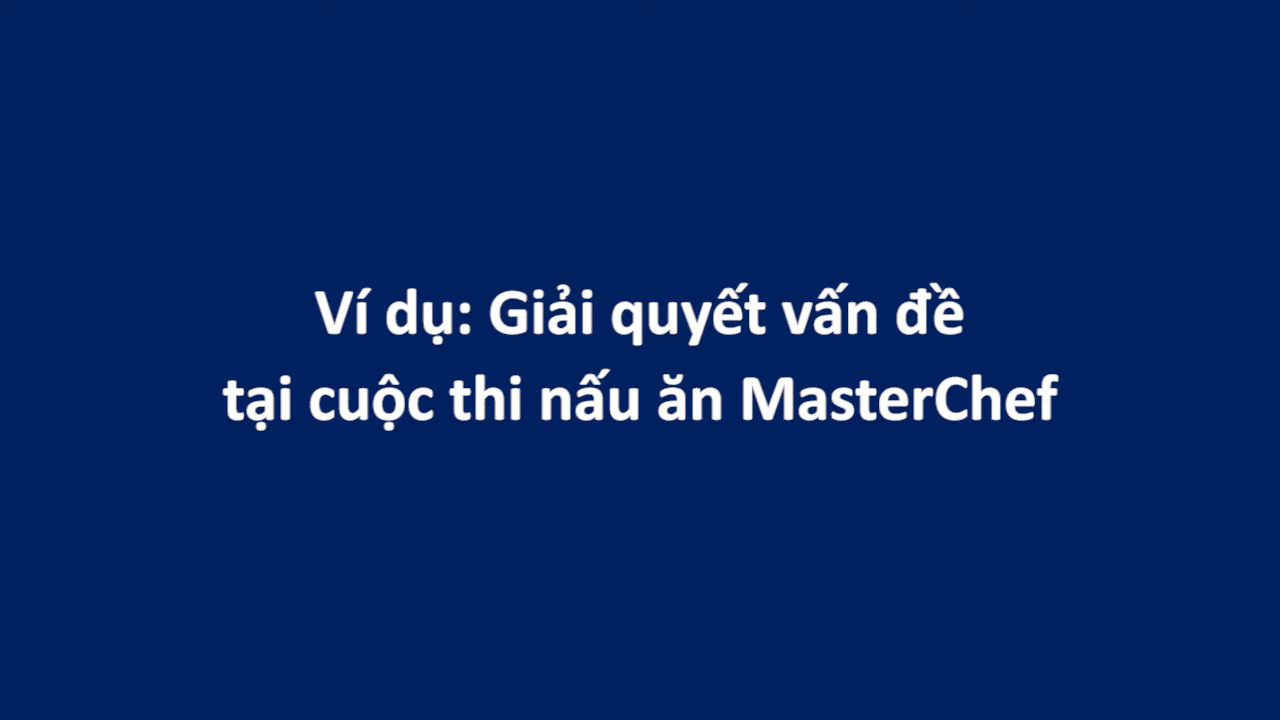 Ví dụ: Giải quyết vấn đề
tại cuộc thi nấu ăn MasterChef